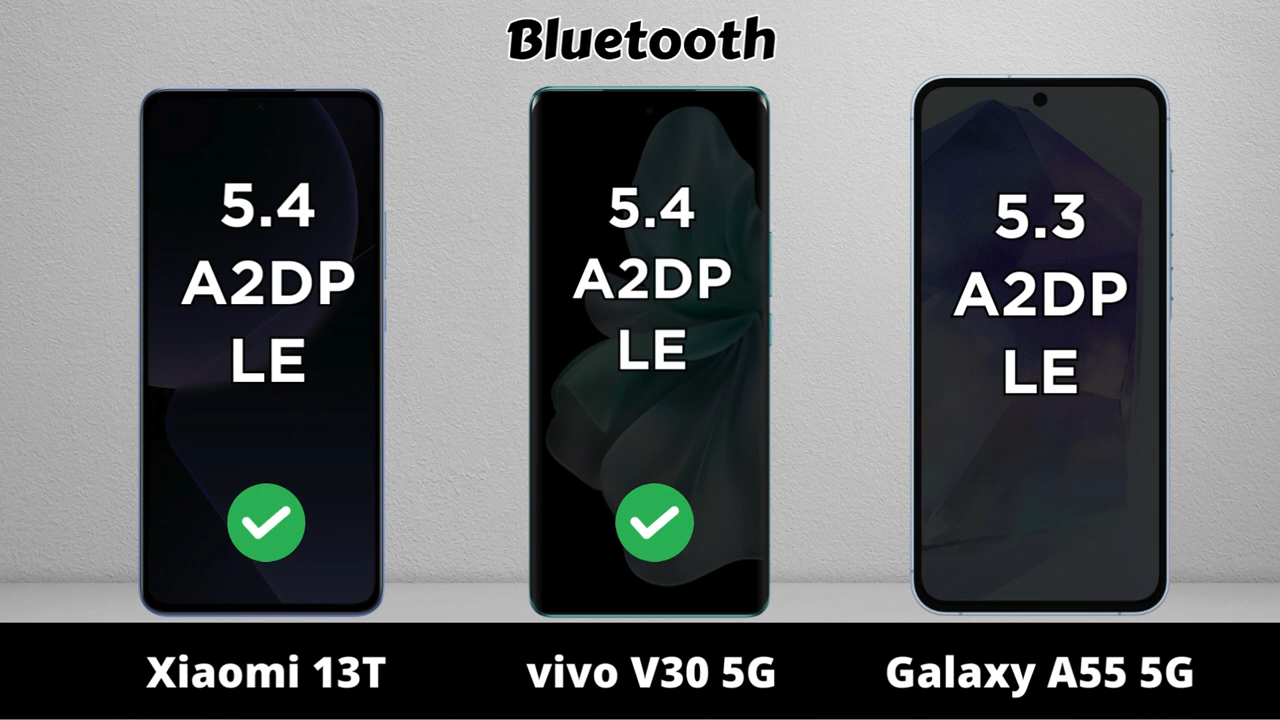 Bluetooth
5.4
A2DP
LE
5.4
A2DP
LE
5.3
A2DP
LE
Xiaomi 13T
vivo V30 5G
Galaxy A55 5G